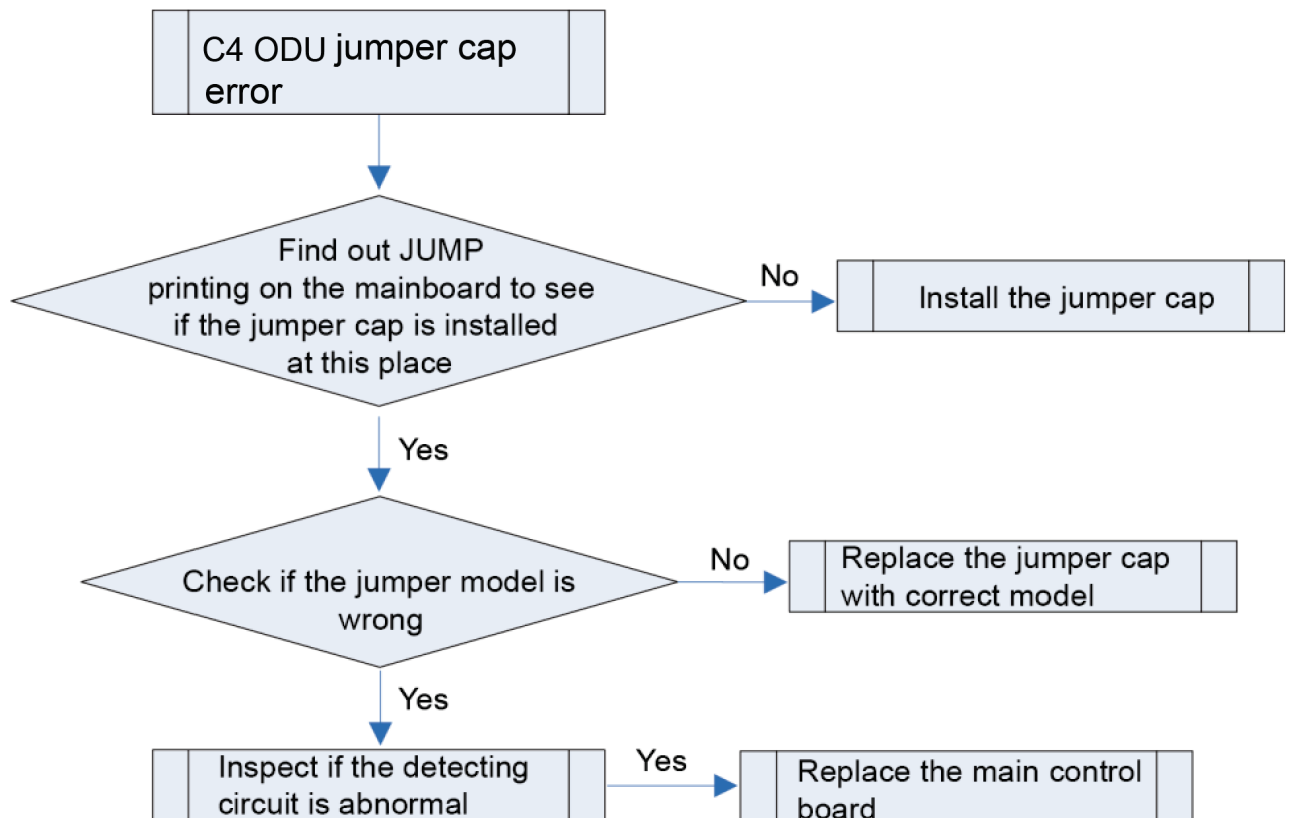 C4 ODU jumper cap
error
Find out JUMP
printing on the mainboard to see
if the jumper cap is installed
at this place
No
Install the jumper cap
Yes
Check if the jumper model is
wrong
No
Replace the jumper cap
with correct model
Yes
Inspect if the detecting
circuit is abnormal
Yes
Replace the main control
board